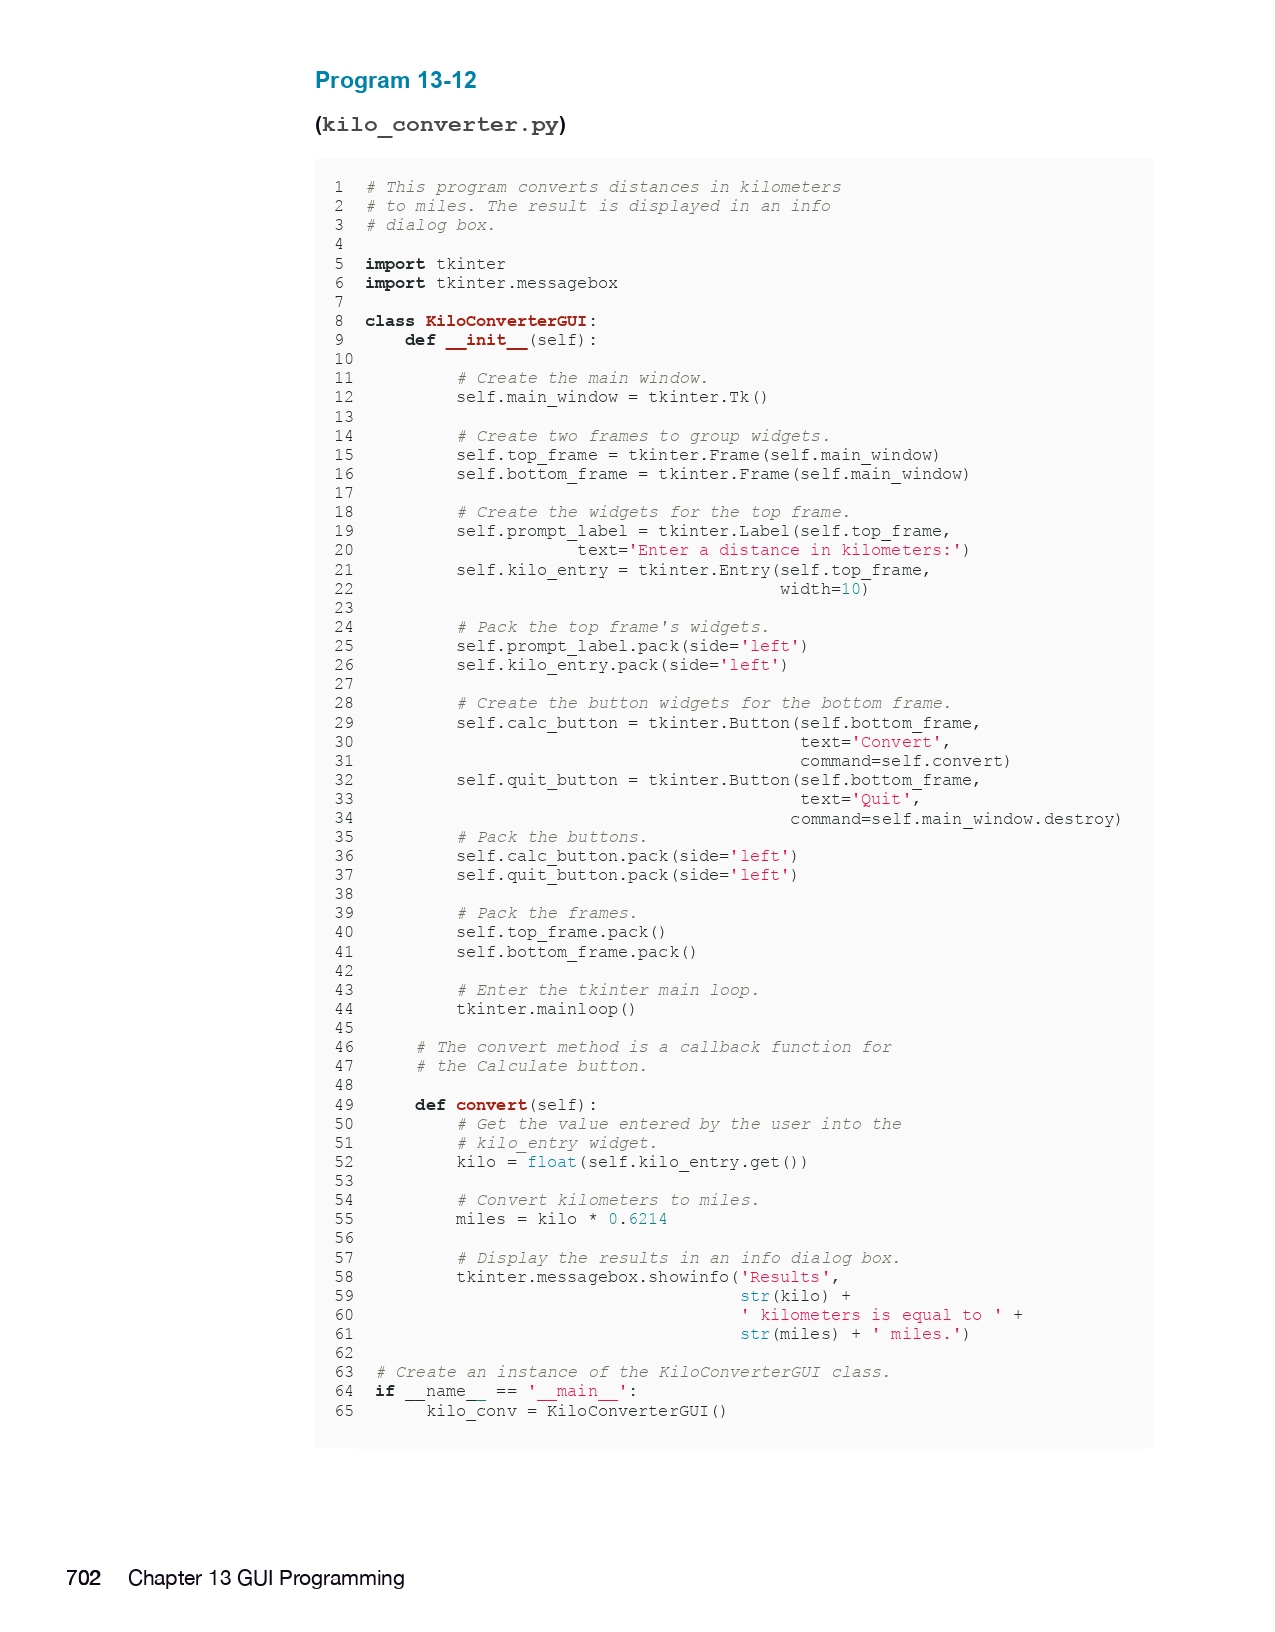 Program 13-12
(kilo_converter.py)
1 # This program converts distances in kilometers
2 # to miles. The result is displayed in an info
3 # dialog box.
4
5 import tkinter
6 import tkinter.messagebox
7
8 class KiloConverterGUI:
9     def __init__(self):
10
11         # Create the main window.
12         self.main_window = tkinter.Tk()
13
14         # Create two frames to group widgets.
15         self.top_frame = tkinter.Frame(self.main_window)
16         self.bottom_frame = tkinter.Frame(self.main_window)
17
18         # Create the widgets for the top frame.
19         self.prompt_label = tkinter.Label(self.top_frame,
20                     text='Enter a distance in kilometers:')
21         self.kilo_entry = tkinter.Entry(self.top_frame,
22                                         width=10)
23
24         # Pack the top frame's widgets.
25         self.prompt_label.pack(side='left')
26         self.kilo_entry.pack(side='left')
27
28         # Create the button widgets for the bottom frame.
29         self.calc_button = tkinter.Button(self.bottom_frame,
30                                           text='Convert',
31                                           command=self.convert)
32         self.quit_button = tkinter.Button(self.bottom_frame,
33                                           text='Quit',
34                                          command=self.main_window.destroy)
35         # Pack the buttons.
36         self.calc_button.pack(side='left')
37         self.quit_button.pack(side='left')
38
39         # Pack the frames.
40         self.top_frame.pack()
41         self.bottom_frame.pack()
42
43         # Enter the tkinter main loop.
44         tkinter.mainloop()
45
46     # The convert method is a callback function for
47     # the Calculate button.
48
49     def convert(self):
50         # Get the value entered by the user into the
51         # kilo_entry widget.
52         kilo = float(self.kilo_entry.get())
53
54         # Convert kilometers to miles.
55         miles = kilo * 0.6214
56
57         # Display the results in an info dialog box.
58         tkinter.messagebox.showinfo('Results',
59                                     str(kilo) +
60                                     ' kilometers is equal to ' +
61                                     str(miles) + ' miles.')
62
63 # Create an instance of the KiloConverterGUI class.
64 if __name__ == '__main__':
65     kilo_conv = KiloConverterGUI()
702 Chapter 13 GUI Programming